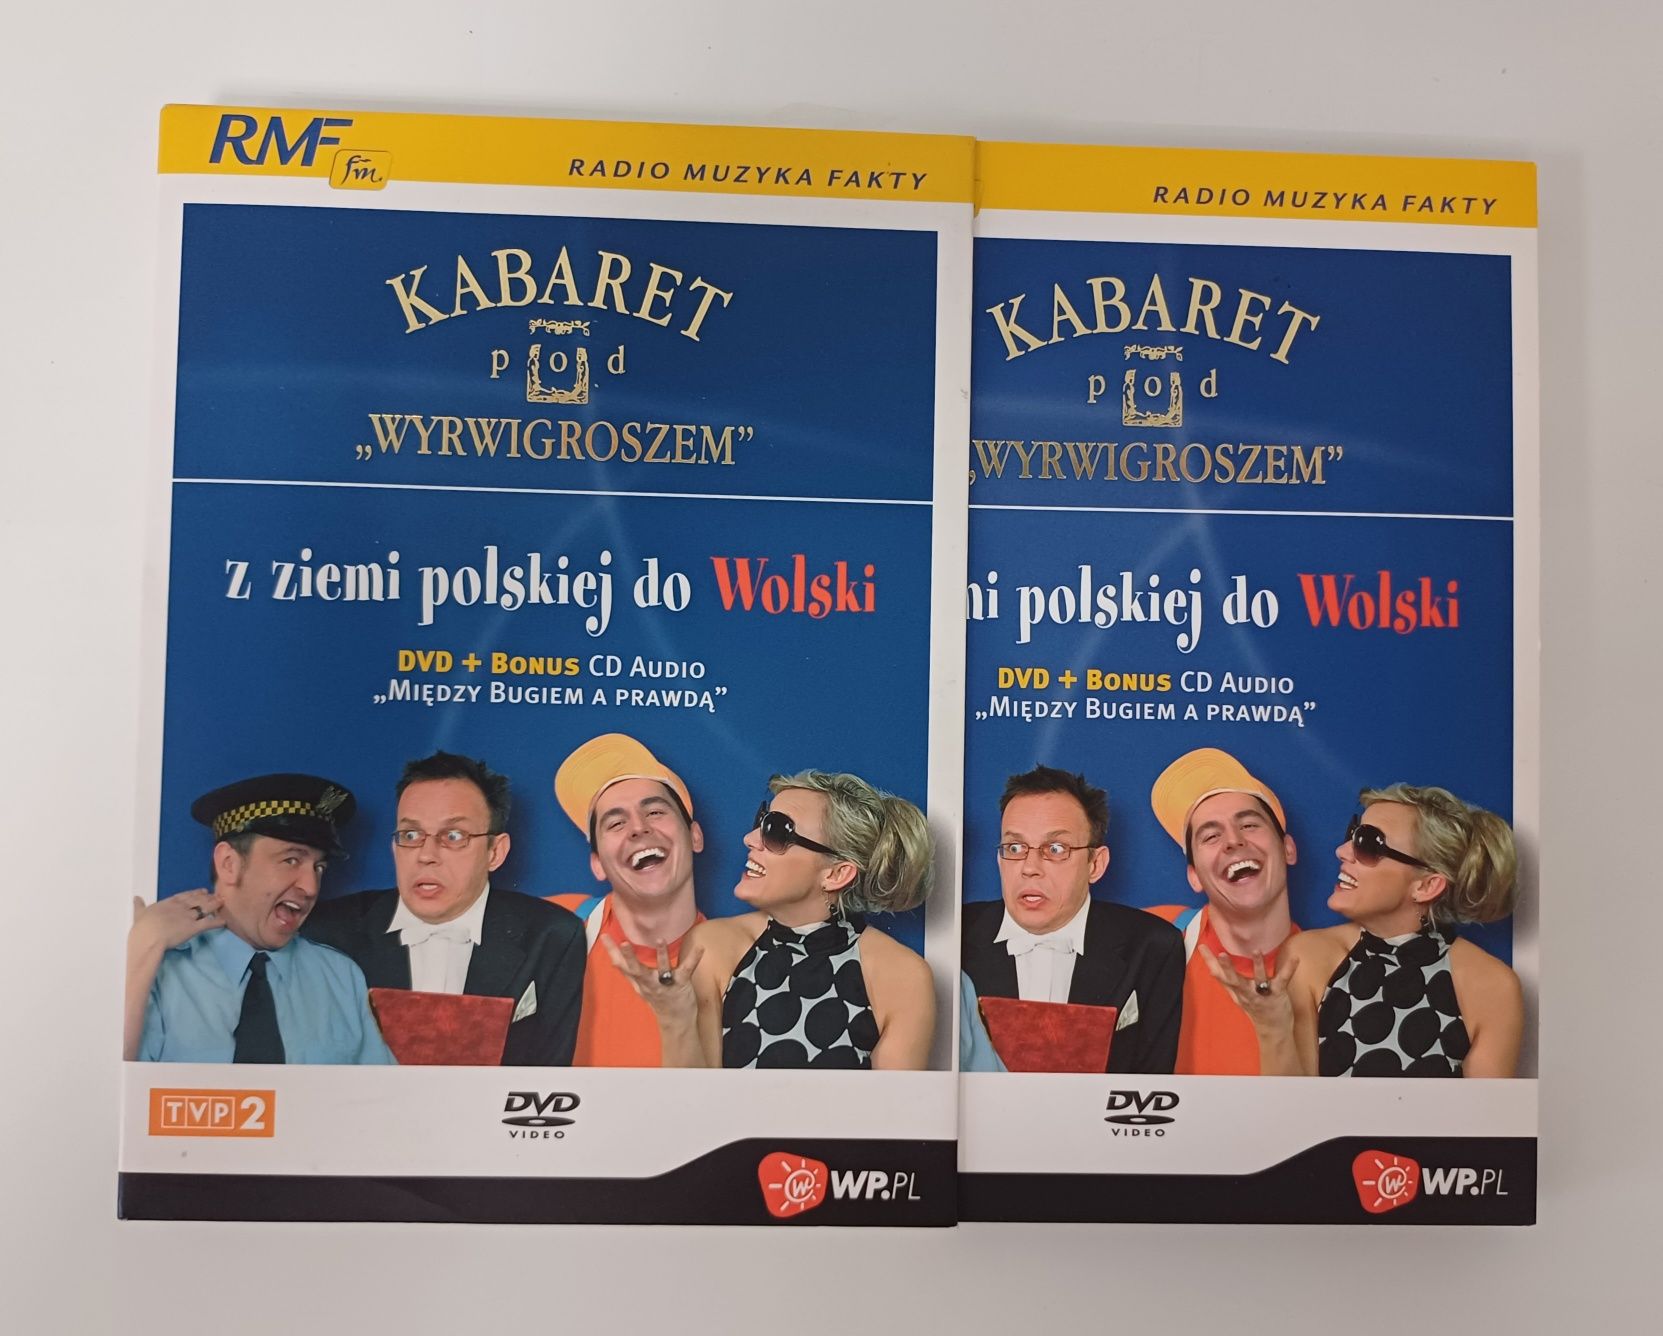 RMF
fm
RADIO MUZYKA FAKTY
KABARET
pod
„WYRWIGROSZEM”
z ziemi polskiej do Wolski
DVD + BONUS CD AUDIO
„MIĘDZY BUGIEM A PRAWDĄ”
TVP 2
DVD
VIDEO
W WP.PL
RADIO MUZYKA FAKTY
KABARET
pod
„WYRWIGROSZEM”
mi polskiej do Wolski
DVD + BONUS CD AUDIO
„MIĘDZY BUGIEM A PRAWDĄ”
DVD
VIDEO
W WP.PL